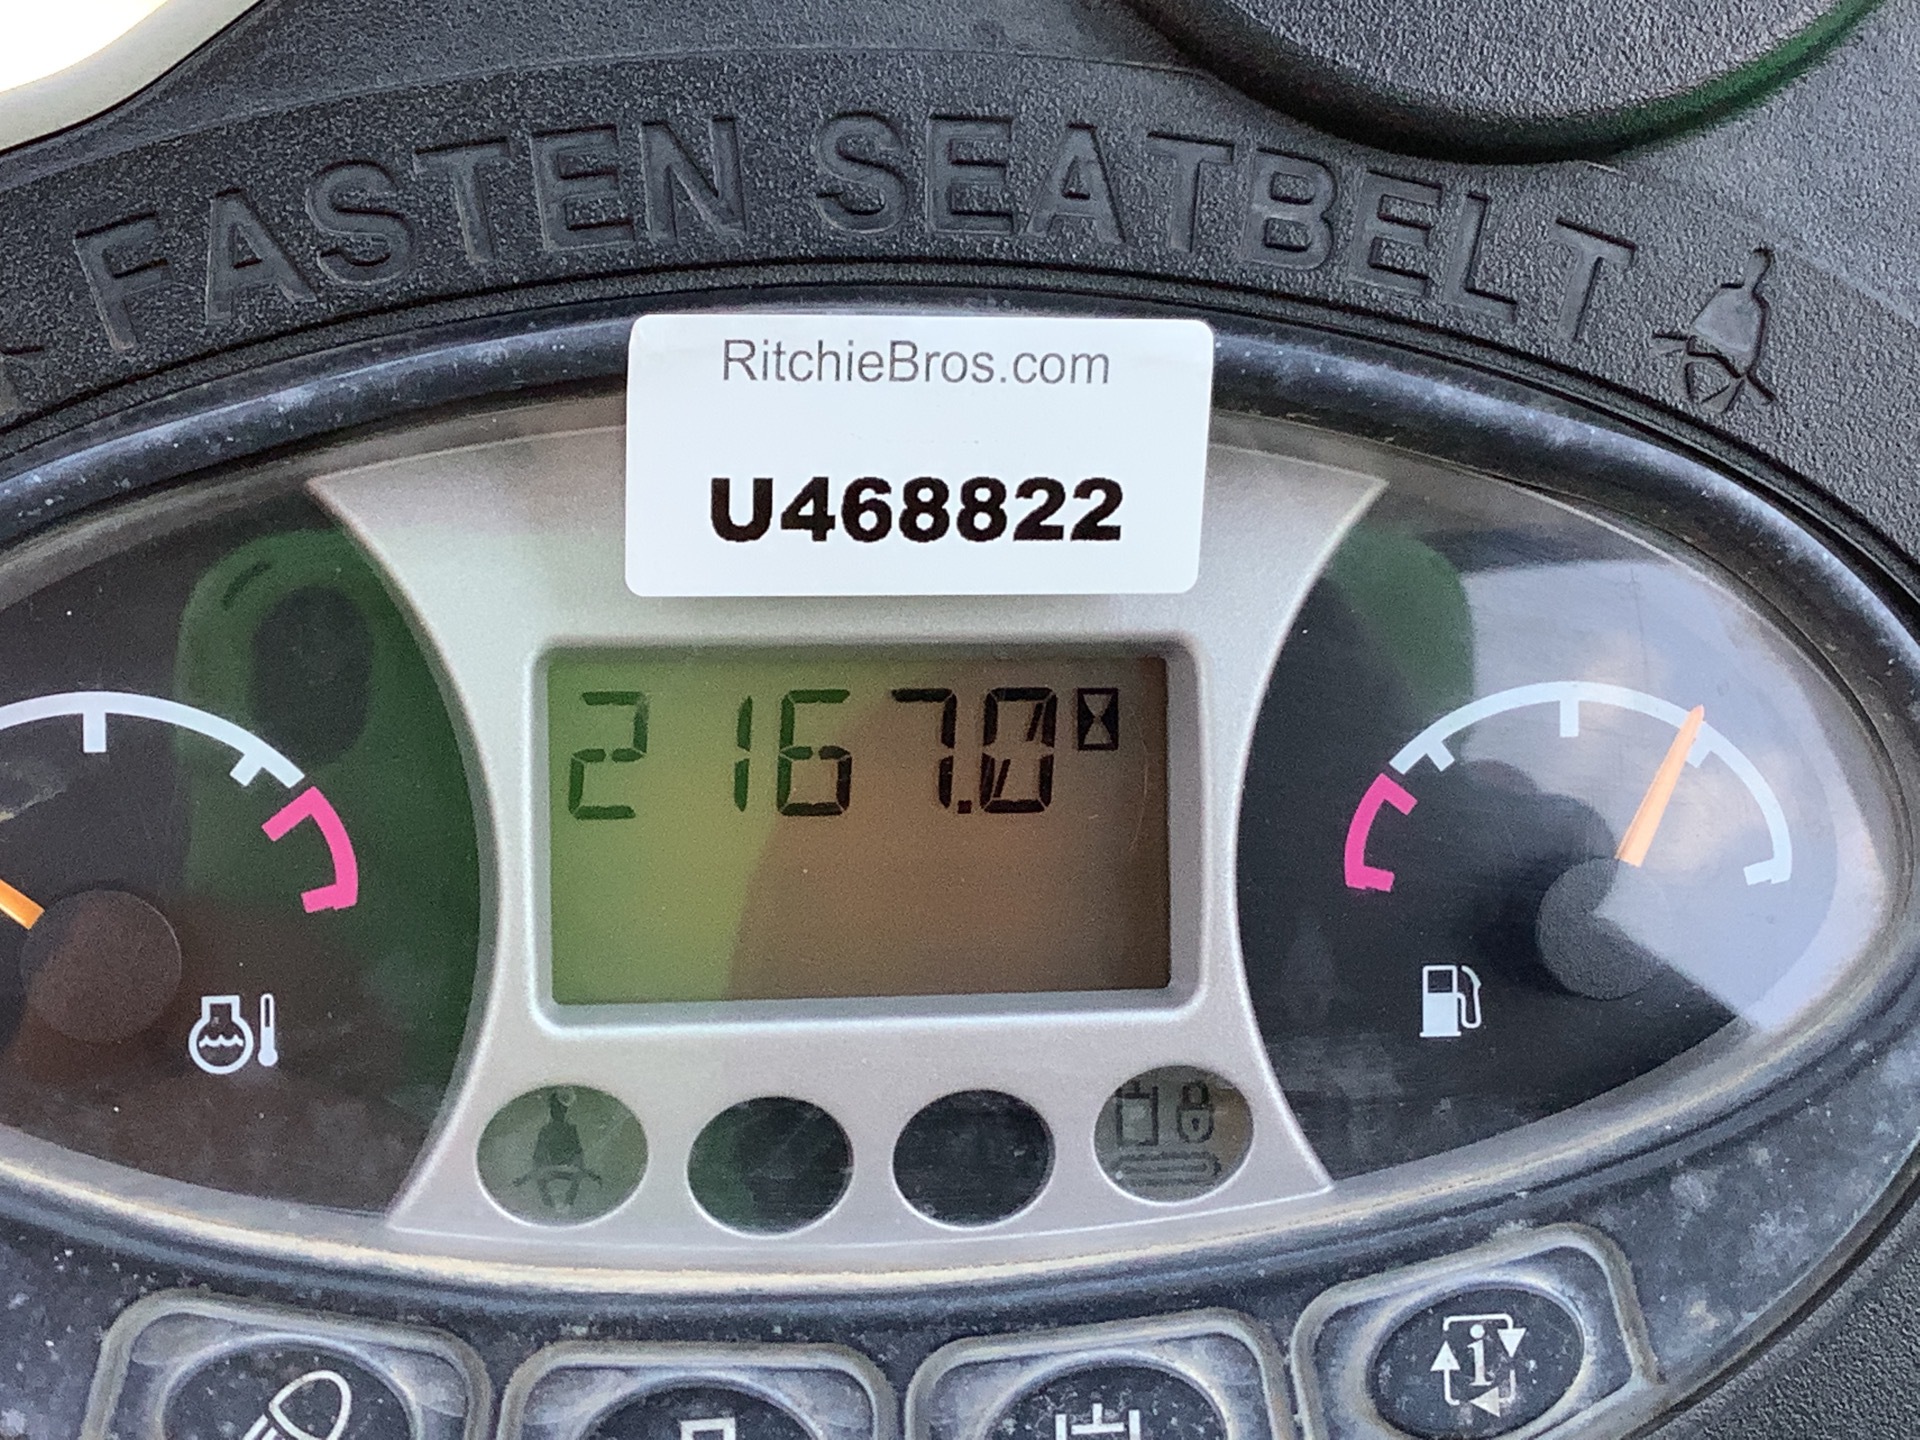 FASTEN SEATBELT
RitchieBros.com
U468822
2167.0
i